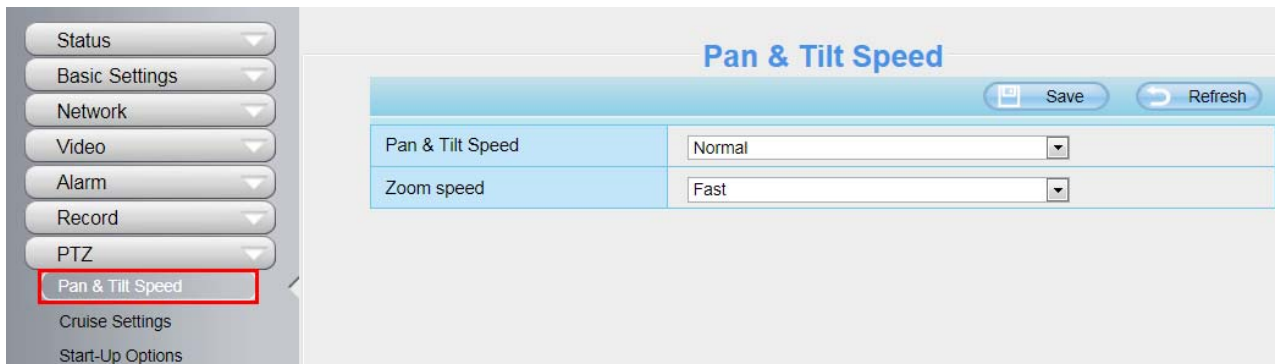 Status
Basic Settings
Network
Video
Alarm
Record
PTZ
Pan & Tilt Speed
Cruise Settings
Start-Up Options
Pan & Tilt Speed
Save Refresh
Pan & Tilt Speed Normal
Zoom speed Fast